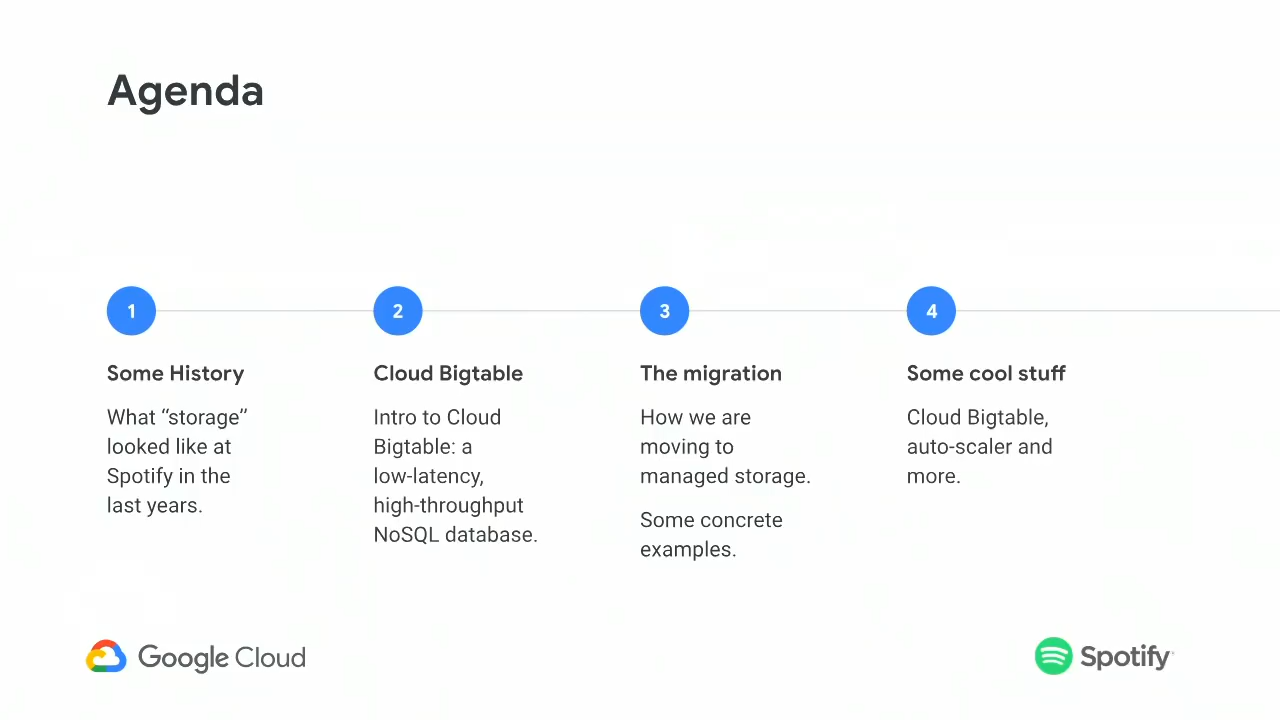 Agenda
1
Some History
What “storage”
looked like at
Spotify in the
last years.
2
Cloud Bigtable
Intro to Cloud
Bigtable: a
low-latency,
high-throughput
NoSQL database.
3
The migration
How we are
moving to
managed storage.
Some concrete
examples.
4
Some cool stuff
Cloud Bigtable,
auto-scaler and
more.
Google Cloud
Spotify